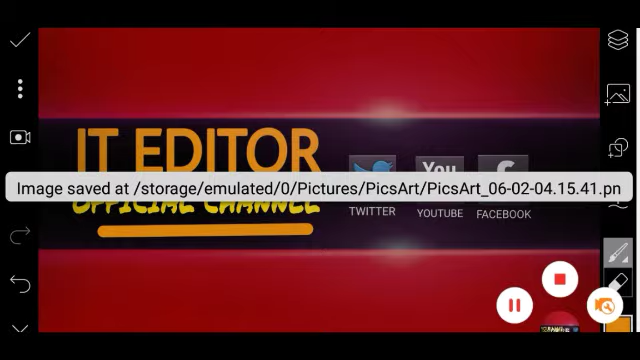 IT EDITOR
You
Image saved at /storage/emulated/0/Pictures/PicsArt/PicsArt_06-02-04.15.41.pn
OFFICIAL CHANNEL
TWITTER YOUTUBE FACEBOOK